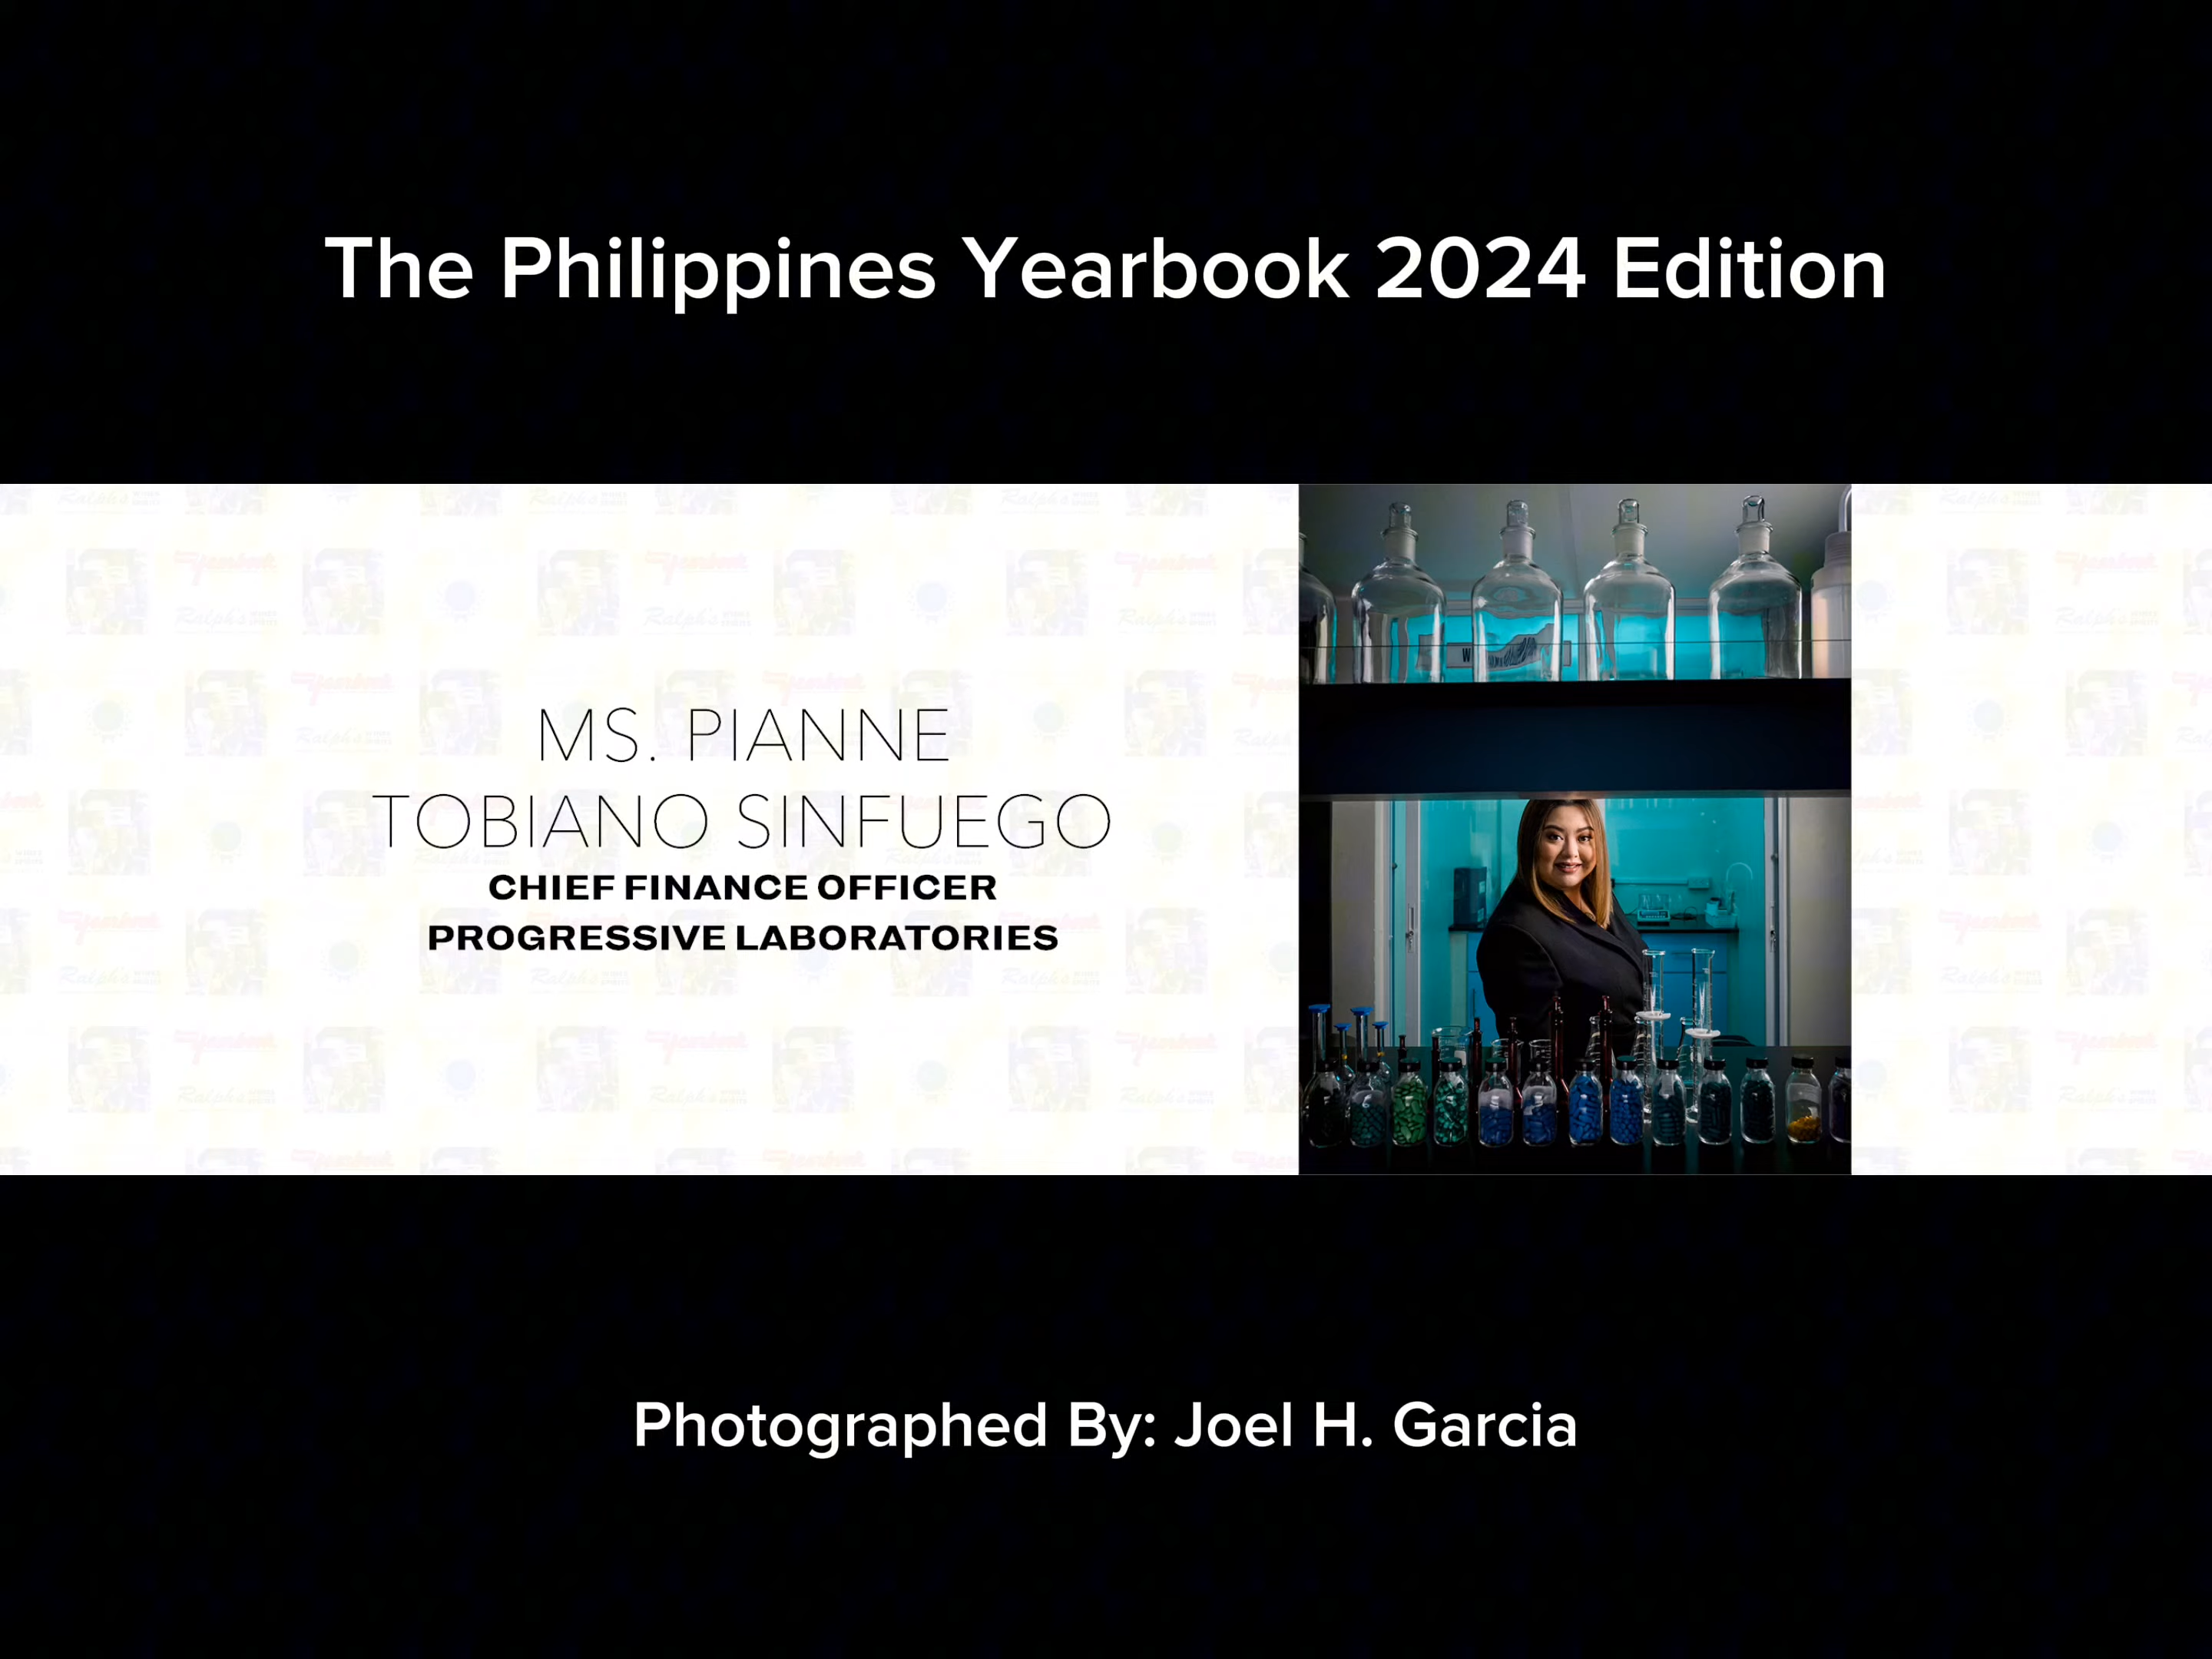 The Philippines Yearbook 2024 Edition
MS. PIANNE
TOBIANO SINFUEGO
CHIEF FINANCE OFFICER
PROGRESSIVE LABORATORIES
Photographed By: Joel H. Garcia